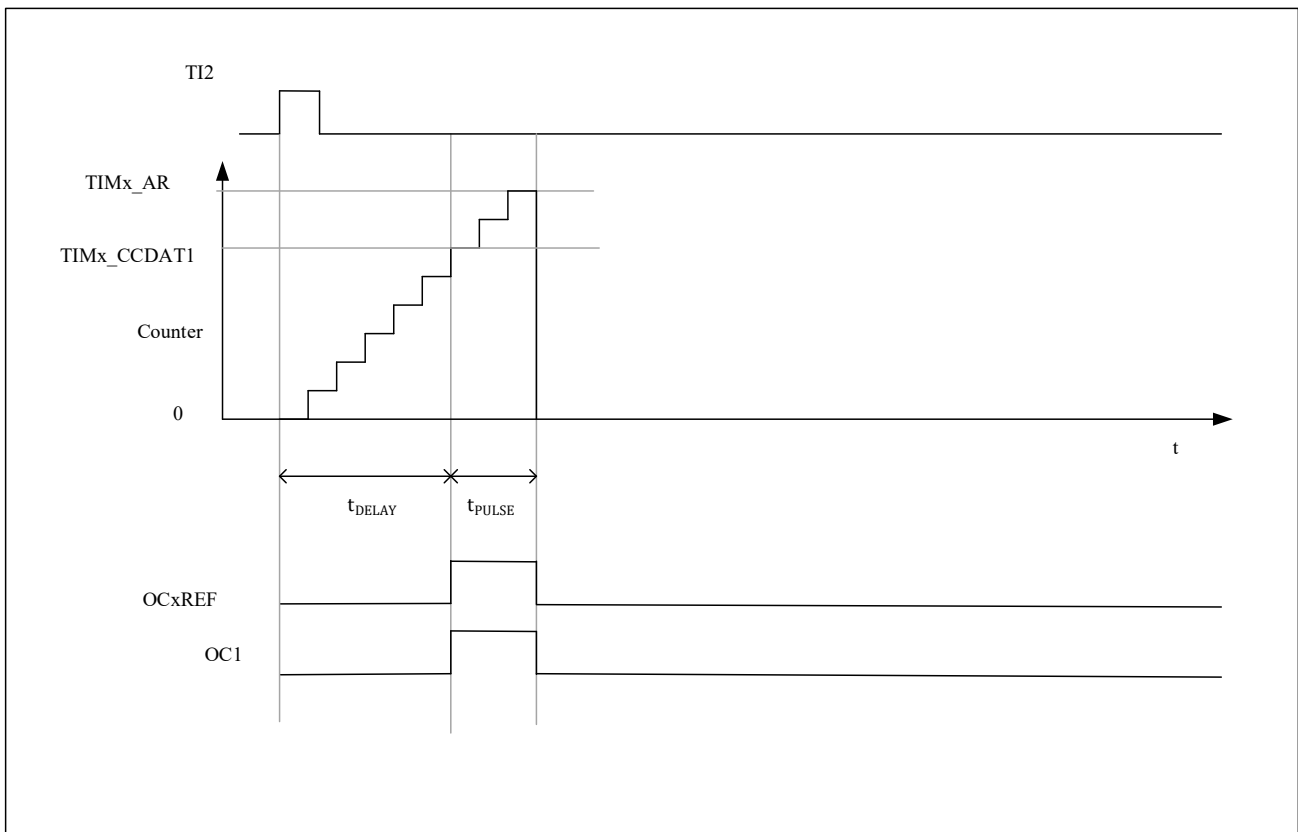 TI2
TIMx_AR
TIMx_CCDAT1
Counter
0
t
tDELAY
tPULSE
OCxREF
OC1